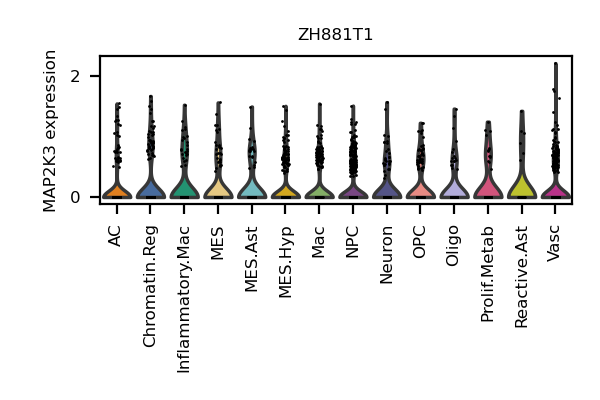 ZH881T1
MAP2K3 expression
2
0
AC
Chromatin.Reg
Inflammatory.Mac
MES
MES.Ast
MES.Hyp
Mac
NPC
Neuron
OPC
Oligo
Prolif.Metab
Reactive.Ast
Vasc